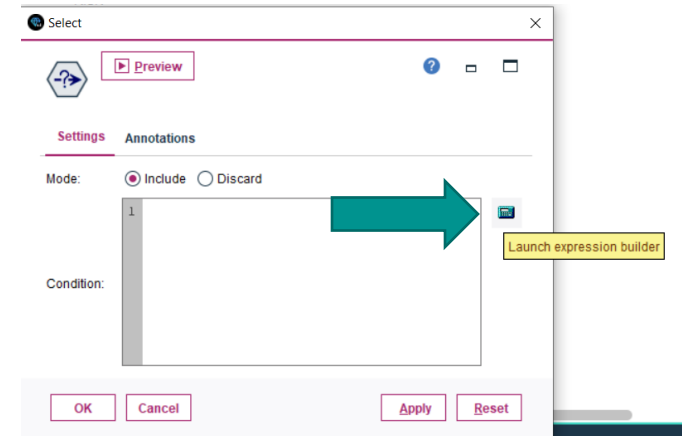 Select
Preview
?
Settings Annotations
Mode: Include Discard
1
Launch expression builder
Condition:
OK Cancel Apply Reset